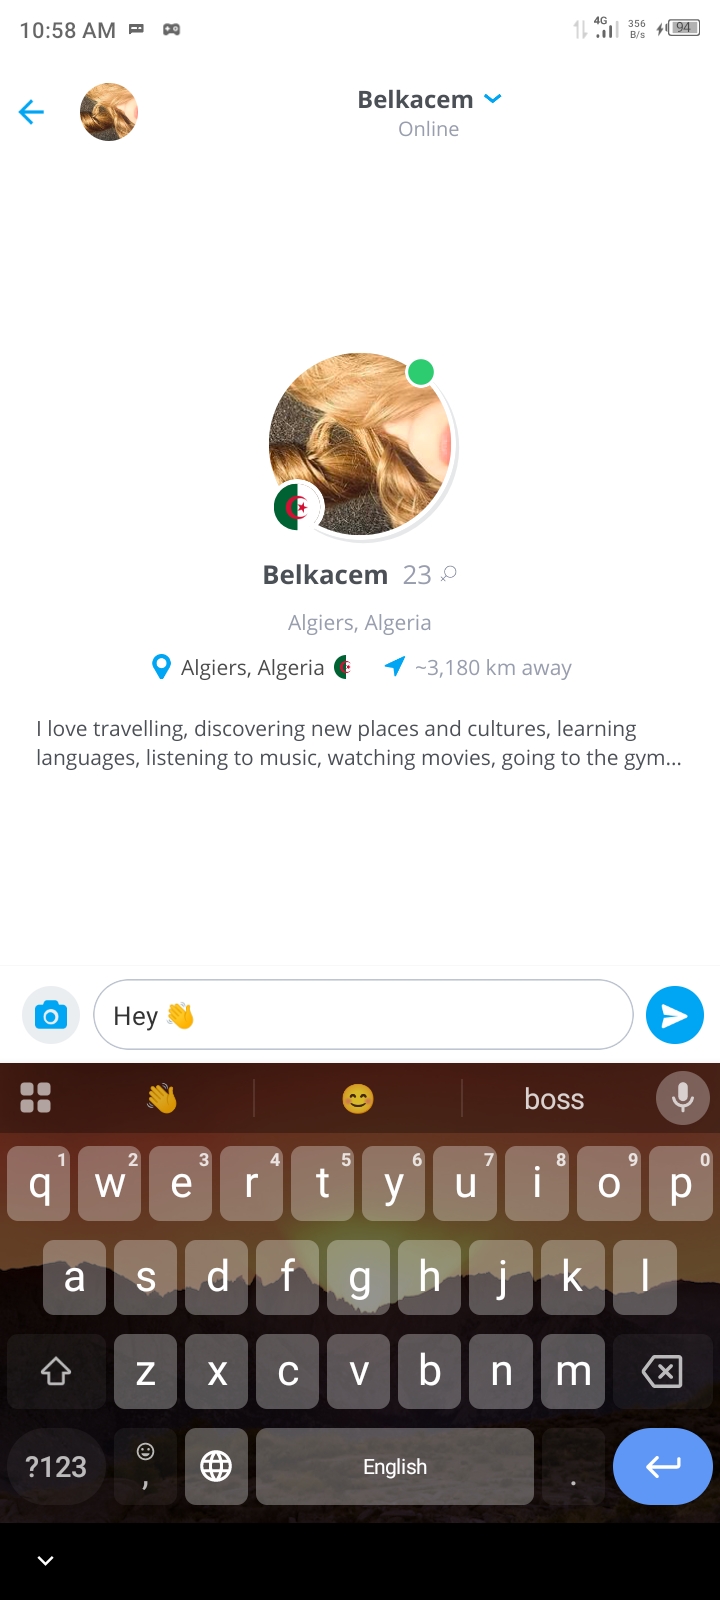 10:58 AM
4G
356
B/s
94
Belkacem
Online
Belkacem 23
Algiers, Algeria
Algiers, Algeria ~3,180 km away
I love travelling, discovering new places and cultures, learning
languages, listening to music, watching movies, going to the gym...
Hey 👋
👋 😊 boss
1 2 3 4 5 6 7 8 9 0
q w e r t y u i o p
a s d f g h j k l
z x c v b n m
?123 , English .